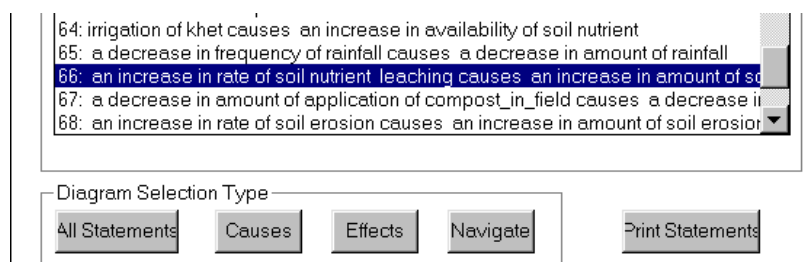 64: irrigation of khet causes an increase in availability of soil nutrient
65: a decrease in frequency of rainfall causes a decrease in amount of rainfall
66: an increase in rate of soil nutrient leaching causes an increase in amount of
67: a decrease in amount of application of compost_in_field causes a decrease
68: an increase in rate of soil erosion causes an increase in amount of soil erosion
Diagram Selection Type
All Statements Causes Effects Navigate Print Statements